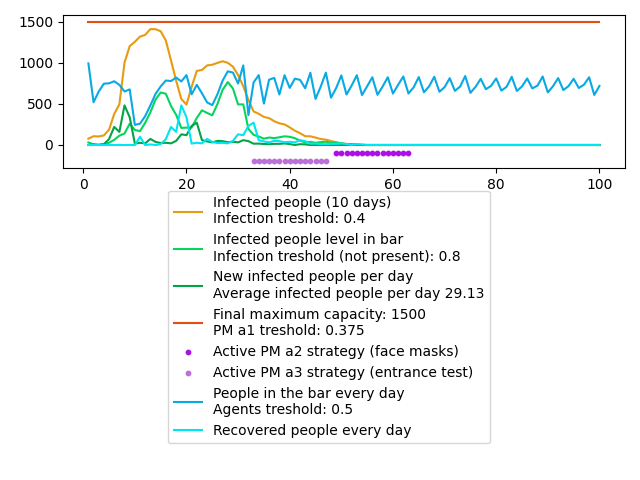 1500
1000
500
0
0 20 40 60 80 100
Infected people (10 days)
Infection treshold: 0.4
Infected people level in bar
Infection treshold (not present): 0.8
New infected people per day
Average infected people per day 29.13
Final maximum capacity: 1500
PM a1 treshold: 0.375
Active PM a2 strategy (face masks)
Active PM a3 strategy (entrance test)
People in the bar every day
Agents treshold: 0.5
Recovered people every day